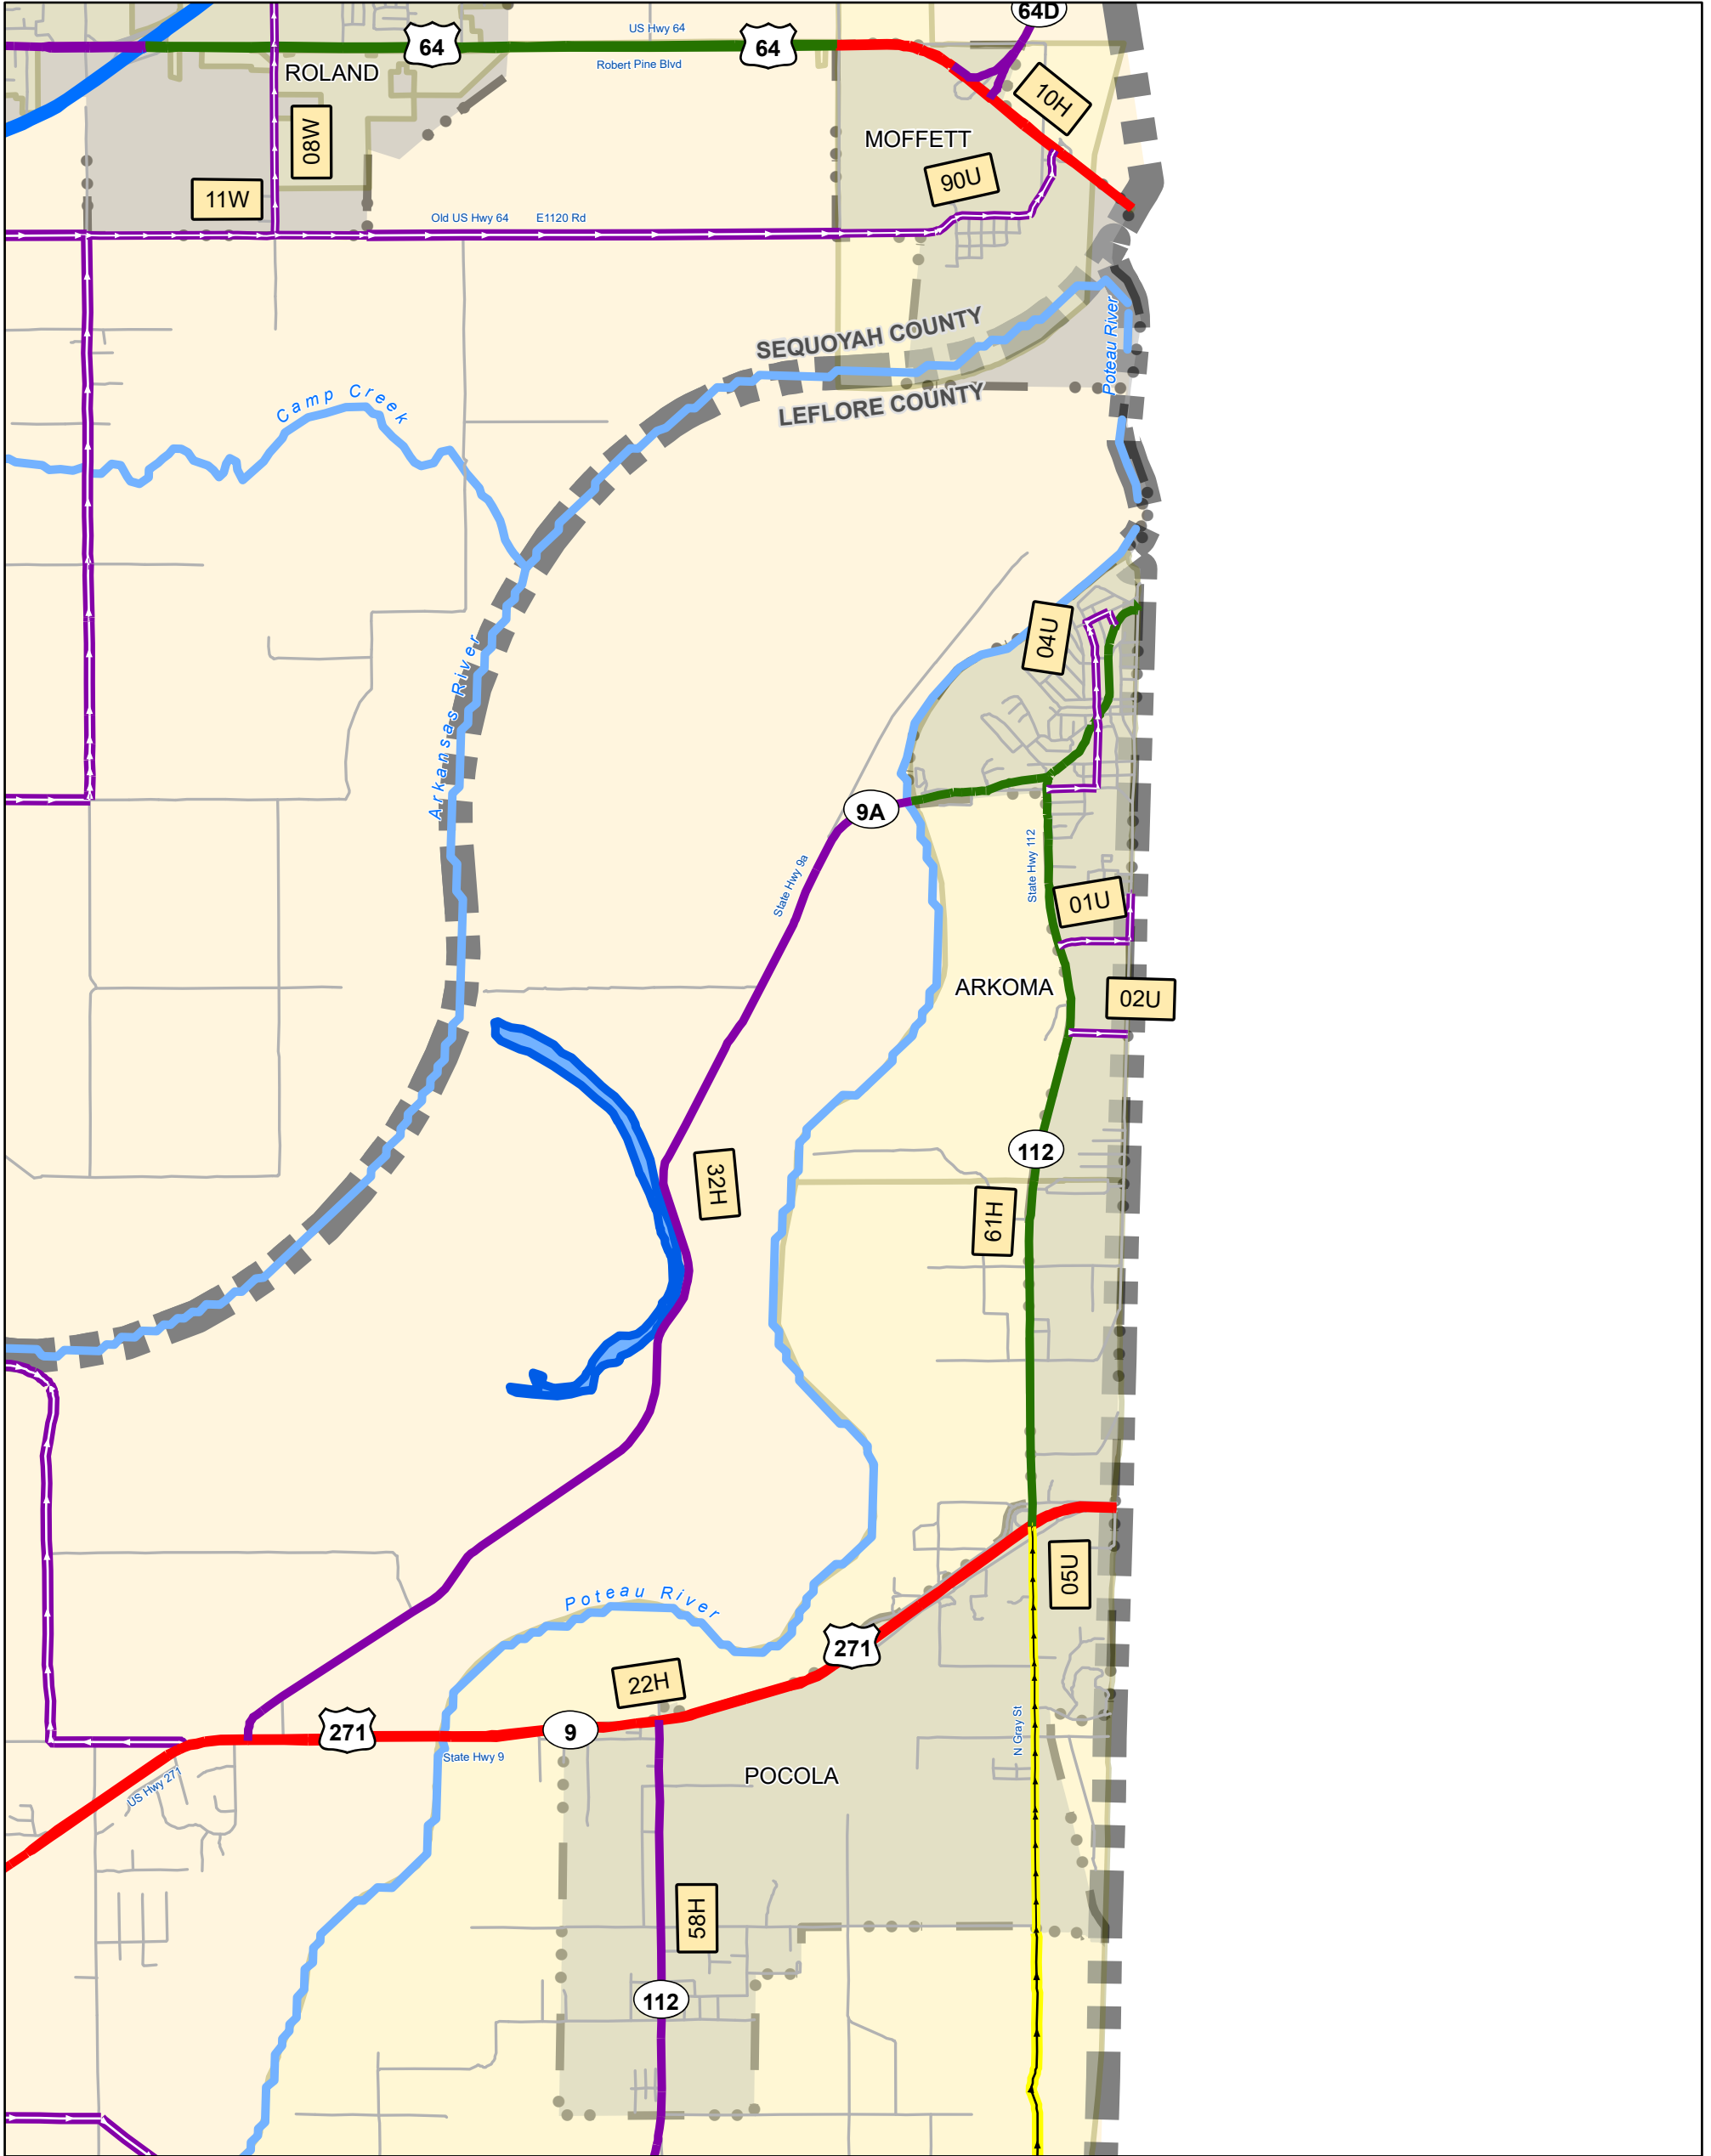 64D
US Hwy 64
64
64
Robert Pine Blvd
ROLAND
10H
08W
MOFFETT
90U
11W
Old US Hwy 64
E1120 Rd
SEQUOYAH COUNTY
Poteau River
LEFLORE COUNTY
Camp Creek
04U
Arkansas River
9A
State Hwy 9a
State Hwy 112
01U
ARKOMA
02U
112
32H
61H
05U
Poteau River
271
22H
271
9
State Hwy 9
N Gray St
US Hwy 271
POCOLA
58H
112